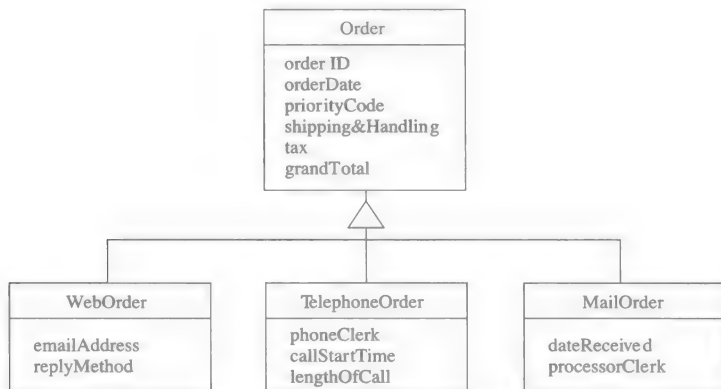 Order
order ID
orderDate
priorityCode
shipping&Handling
tax
grandTotal
WebOrder
emailAddress
replyMethod
TelephoneOrder
phoneClerk
callStartTime
lengthOfCall
MailOrder
dateReceived
processorClerk